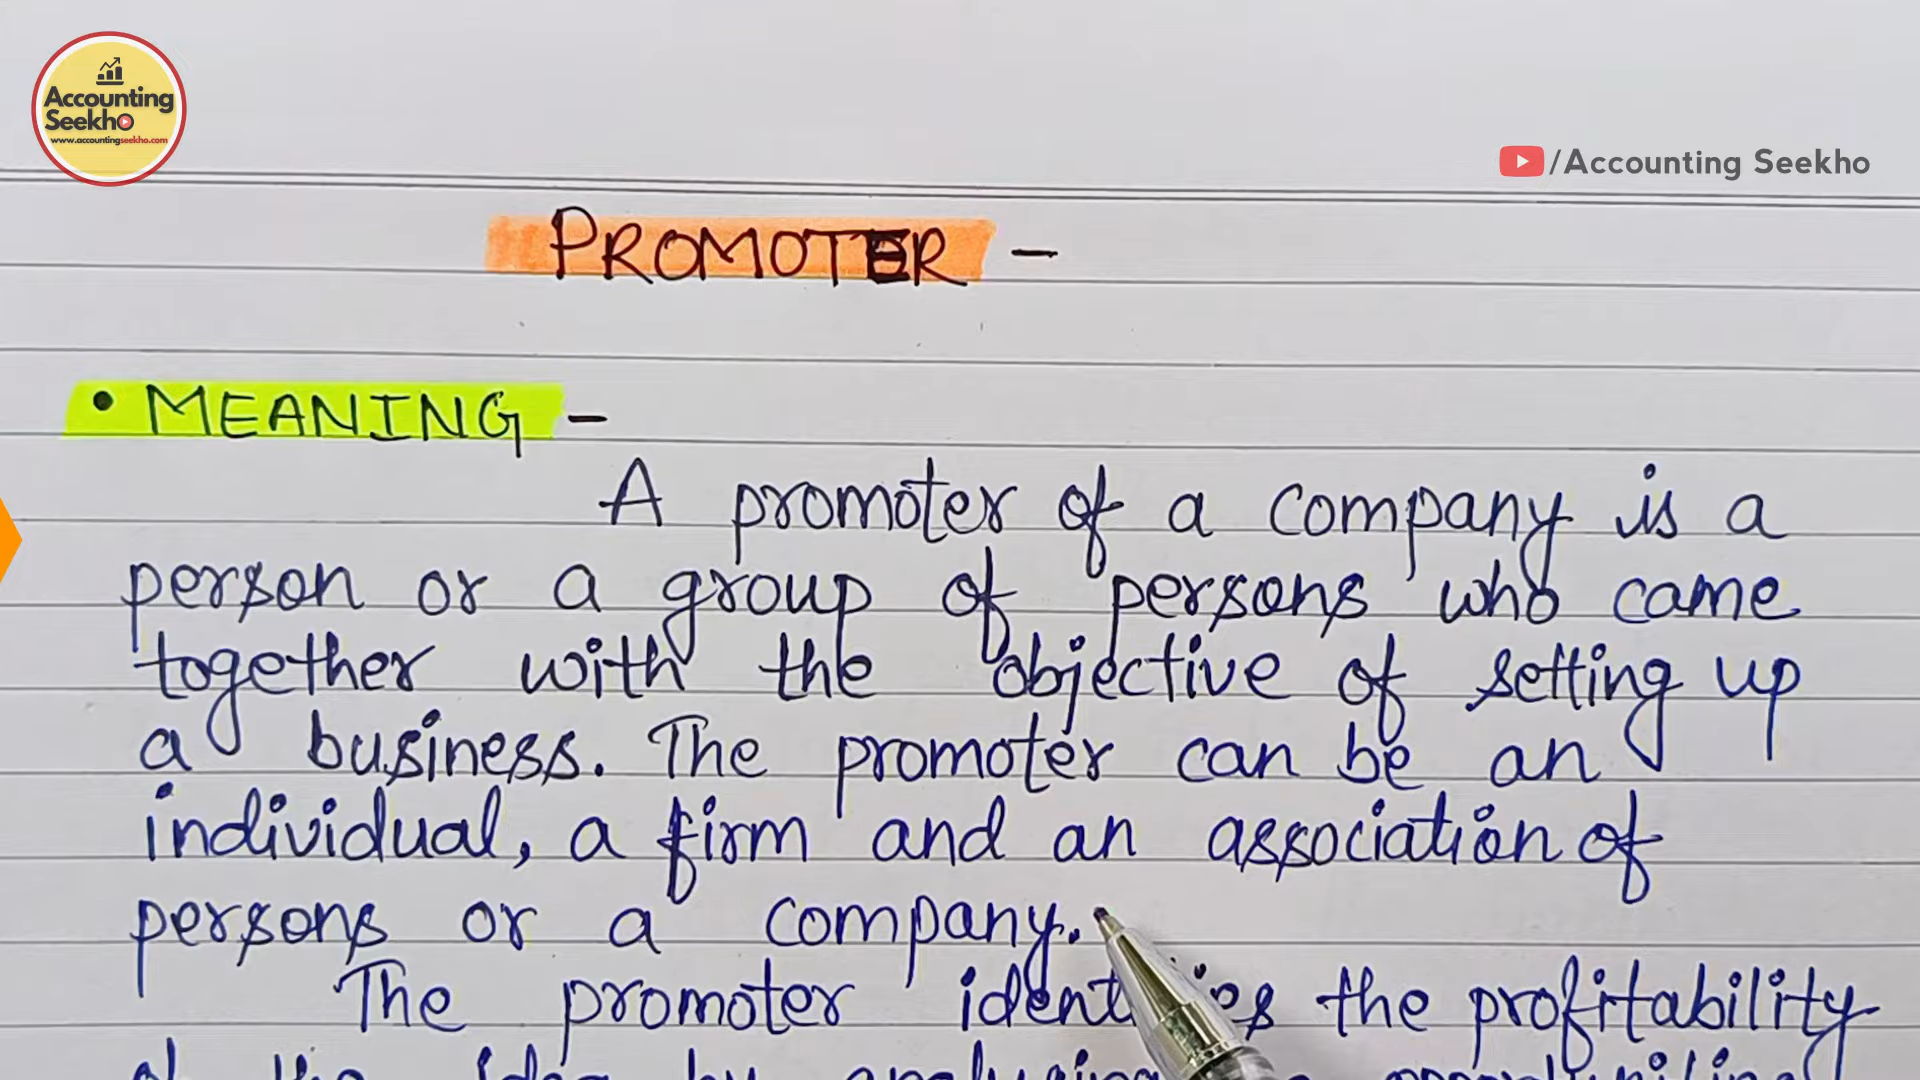 Accounting
Seekho
www.accountingseekho.com
/Accounting Seekho
PROMOTER -
• MEANING -
A promoter of a company is a
person or a group of persons who came
together with the objective of setting up
a business. The promoter can be an
individual, a firm and an association of
persons or a company.
The promoter the profitability